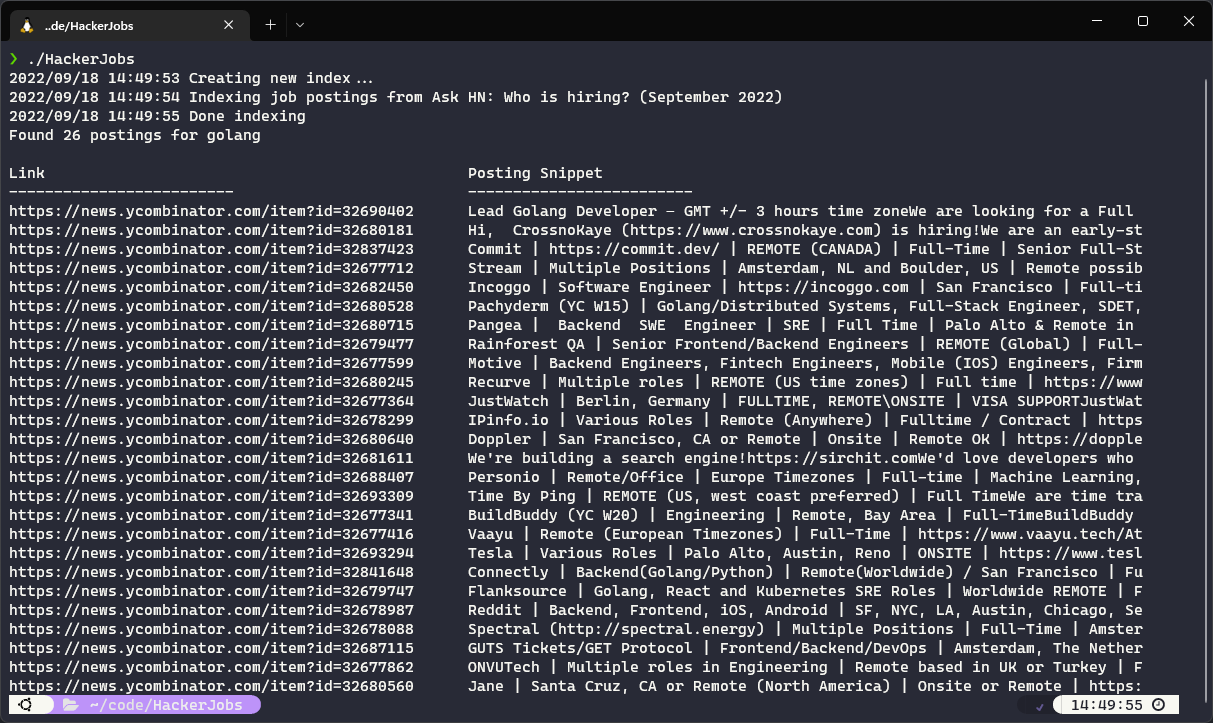 ..de/HackerJobs
❯ ./HackerJobs
2022/09/18 14:49:53 Creating new index...
2022/09/18 14:49:54 Indexing job postings from Ask HN: Who is hiring? (September 2022)
2022/09/18 14:49:55 Done indexing
Found 26 postings for golang
Link Posting Snippet
------------------------- -------------------------
https://news.ycombinator.com/item?id=32690402 Lead Golang Developer – GMT +/- 3 hours time zoneWe are looking for a Full
https://news.ycombinator.com/item?id=32680181 Hi,  CrossnoKaye (https://www.crossnokaye.com) is hiring!We are an early-st
https://news.ycombinator.com/item?id=32837423 Commit | https://commit.dev/ | REMOTE (CANADA) | Full-Time | Senior Full-St
https://news.ycombinator.com/item?id=32677712 Stream | Multiple Positions | Amsterdam, NL and Boulder, US | Remote possib
https://news.ycombinator.com/item?id=32682450 Incoggo | Software Engineer | https://incoggo.com | San Francisco | Full-ti
https://news.ycombinator.com/item?id=32680528 Pachyderm (YC W15) | Golang/Distributed Systems, Full-Stack Engineer, SDET,
https://news.ycombinator.com/item?id=32680715 Pangea |  Backend  SWE  Engineer | SRE | Full Time | Palo Alto & Remote in
https://news.ycombinator.com/item?id=32679477 Rainforest QA | Senior Frontend/Backend Engineers | REMOTE (Global) | Full-
https://news.ycombinator.com/item?id=32677599 Motive | Backend Engineers, Fintech Engineers, Mobile (IOS) Engineers, Firm
https://news.ycombinator.com/item?id=32680245 Recurve | Multiple roles | REMOTE (US time zones) | Full time | https://www
https://news.ycombinator.com/item?id=32677364 JustWatch | Berlin, Germany | FULLTIME, REMOTE\ONSITE | VISA SUPPORTJustWat
https://news.ycombinator.com/item?id=32678299 IPinfo.io | Various Roles | Remote (Anywhere) | Fulltime / Contract | https
https://news.ycombinator.com/item?id=32680640 Doppler | San Francisco, CA or Remote | Onsite | Remote OK | https://dopple
https://news.ycombinator.com/item?id=32681611 We're building a search engine!https://sirchit.comWe'd love developers who
https://news.ycombinator.com/item?id=32688407 Personio | Remote/Office | Europe Timezones | Full-time | Machine Learning,
https://news.ycombinator.com/item?id=32693309 Time By Ping | REMOTE (US, west coast preferred) | Full TimeWe are time tra
https://news.ycombinator.com/item?id=32677341 BuildBuddy (YC W20) | Engineering | Remote, Bay Area | Full-TimeBuildBuddy
https://news.ycombinator.com/item?id=32677416 Vaayu | Remote (European Timezones) | Full-Time | https://www.vaayu.tech/At
https://news.ycombinator.com/item?id=32693294 Tesla | Various Roles | Palo Alto, Austin, Reno | ONSITE | https://www.tesl
https://news.ycombinator.com/item?id=32841648 Connectly | Backend(Golang/Python) | Remote(Worldwide) / San Francisco | Fu
https://news.ycombinator.com/item?id=32679747 Flanksource | Golang, React and Kubernetes SRE Roles | Worldwide REMOTE | F
https://news.ycombinator.com/item?id=32678987 Reddit | Backend, Frontend, iOS, Android | SF, NYC, LA, Austin, Chicago, Se
https://news.ycombinator.com/item?id=32678088 Spectral (http://spectral.energy) | Multiple Positions | Full-Time | Amster
https://news.ycombinator.com/item?id=32687115 GUTS Tickets/GET Protocol | Frontend/Backend/DevOps | Amsterdam, The Nether
https://news.ycombinator.com/item?id=32677862 ONVUTech | Multiple roles in Engineering | Remote based in UK or Turkey | F
https://news.ycombinator.com/item?id=32680560 Jane | Santa Cruz, CA or Remote (North America) | Onsite or Remote | https:
~/code/HackerJobs 14:49:55